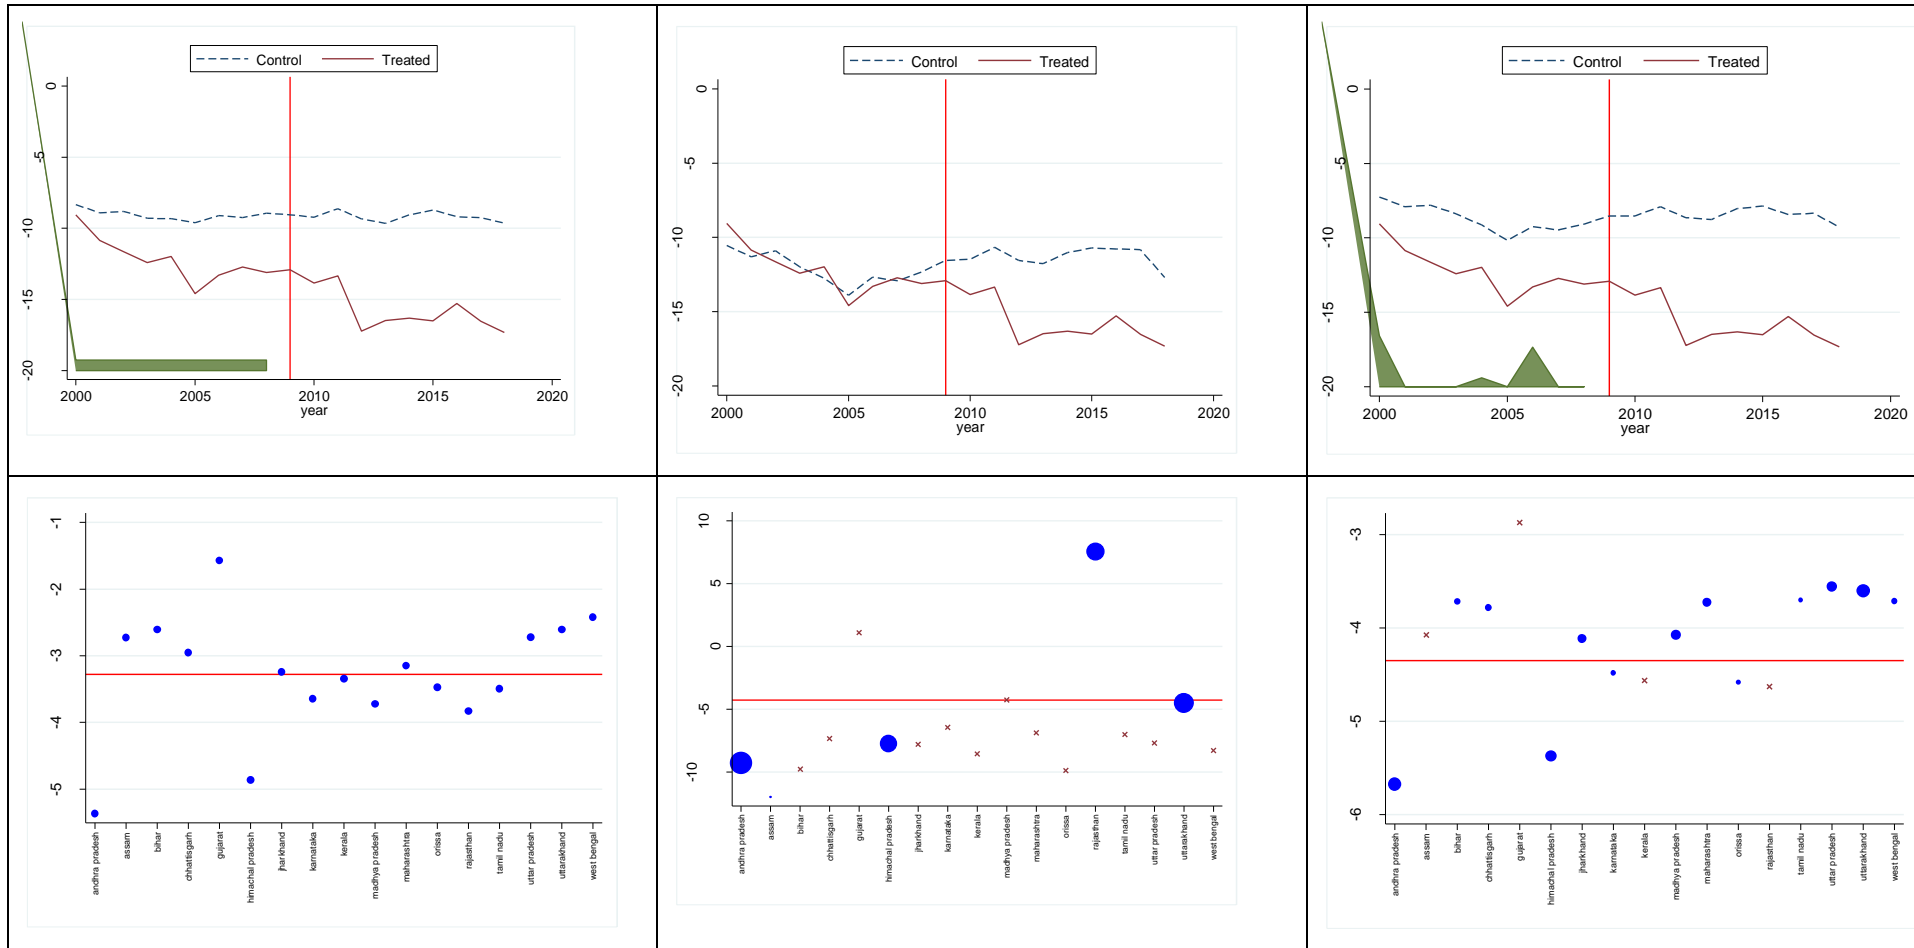 Control Treated
0
-5
-10
-15
-20
2000 2005 2010 2015 2020
year
Control Treated
0
-5
-10
-15
-20
2000 2005 2010 2015 2020
year
Control Treated
0
-5
-10
-15
-20
2000 2005 2010 2015 2020
year
-1
-2
-3
-4
-5
andhra pradesh
assam
bihar
chhattisgarh
gujarat
himachal pradesh
jharkhand
karnataka
kerala
madhya pradesh
maharashtra
orissa
rajasthan
tamil nadu
uttar pradesh
uttarakhand
west bengal
10
5
0
-5
-10
andhra pradesh
assam
bihar
chhattisgarh
gujarat
himachal pradesh
jharkhand
karnataka
kerala
madhya pradesh
maharashtra
orissa
rajasthan
tamil nadu
uttar pradesh
uttarakhand
west bengal
-3
-4
-5
-6
andhra pradesh
assam
bihar
chhattisgarh
gujarat
himachal pradesh
jharkhand
karnataka
kerala
madhya pradesh
maharashtra
orissa
rajasthan
tamil nadu
uttar pradesh
uttarakhand
west bengal